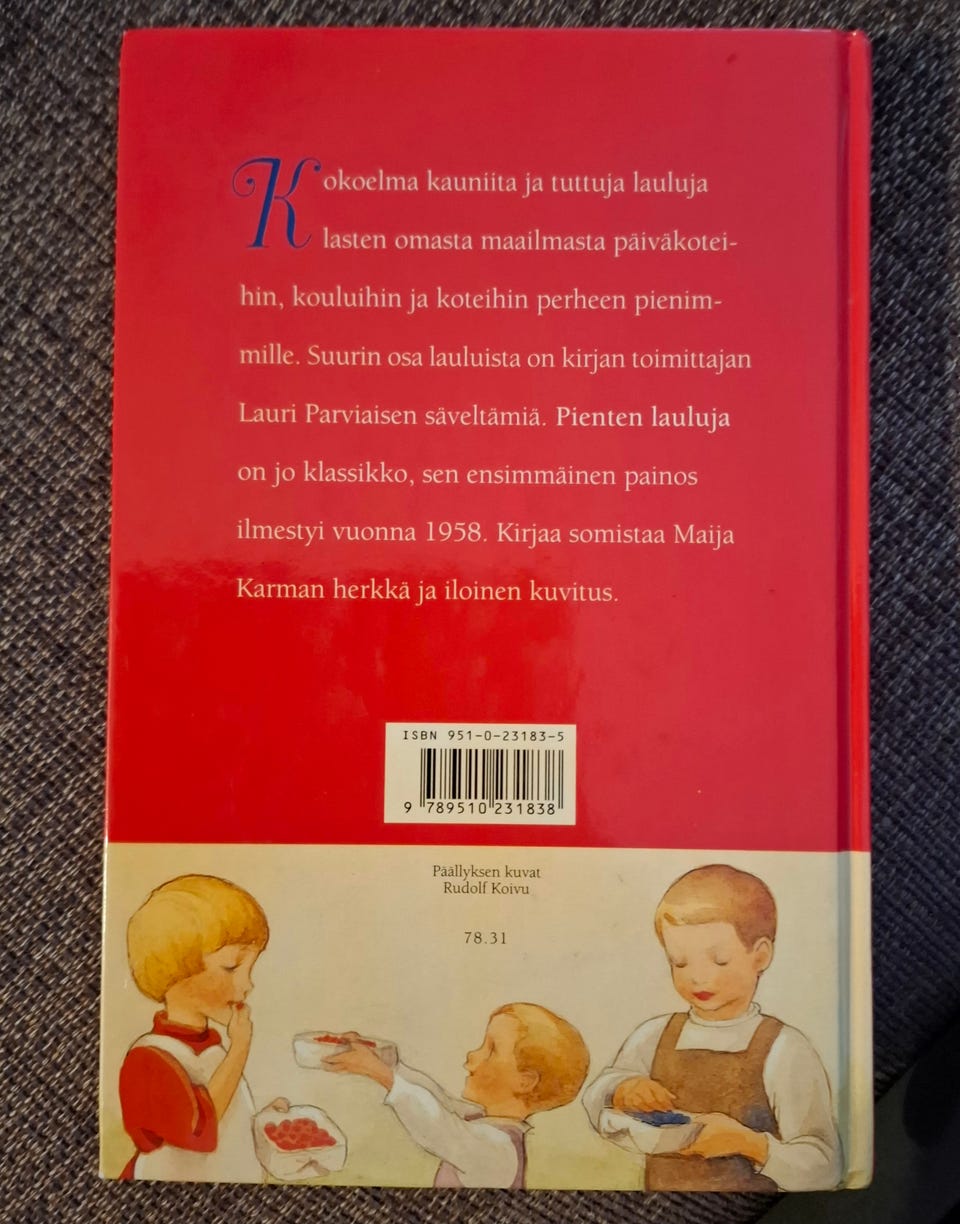 Kokoelma kauniita ja tuttuja lauluja
lasten omasta maailmasta päiväkotei-
hin, kouluihin ja koteihin perheen pienim-
mille. Suurin osa lauluista on kirjan toimittajan
Lauri Parviaisen säveltämiä. Pienten lauluja
on jo klassikko, sen ensimmäinen painos
ilmestyi vuonna 1958. Kirjaa somistaa Maija
Karman herkkä ja iloinen kuvitus.
ISBN 951-0-23183-5
9 789510 231838
Päällyksen kuvat
Rudolf Koivu
78.31